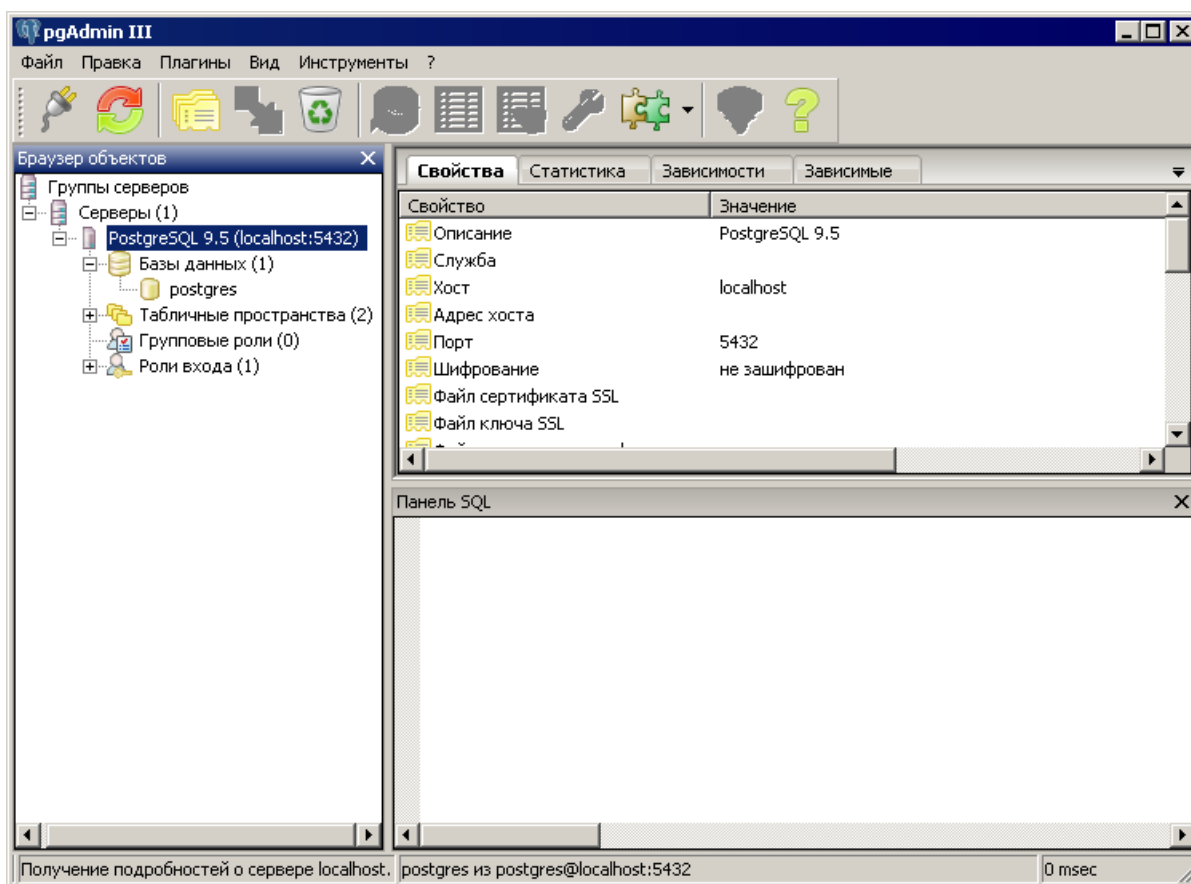 pgAdmin III
Файл Правка Плагины Вид Инструменты ?
Браузер объектов
Группы серверов
Серверы (1)
PostgreSQL 9.5 (localhost:5432)
Базы данных (1)
postgres
Табличные пространства (2)
Групповые роли (0)
Роли входа (1)
Свойства Статистика Зависимости Зависимые
Свойство Значение
Описание PostgreSQL 9.5
Служба
Хост localhost
Адрес хоста
Порт 5432
Шифрование не зашифрован
Файл сертификата SSL
Файл ключа SSL
Панель SQL
Получение подробностей о сервере localhost. postgres из postgres@localhost:5432 0 msec